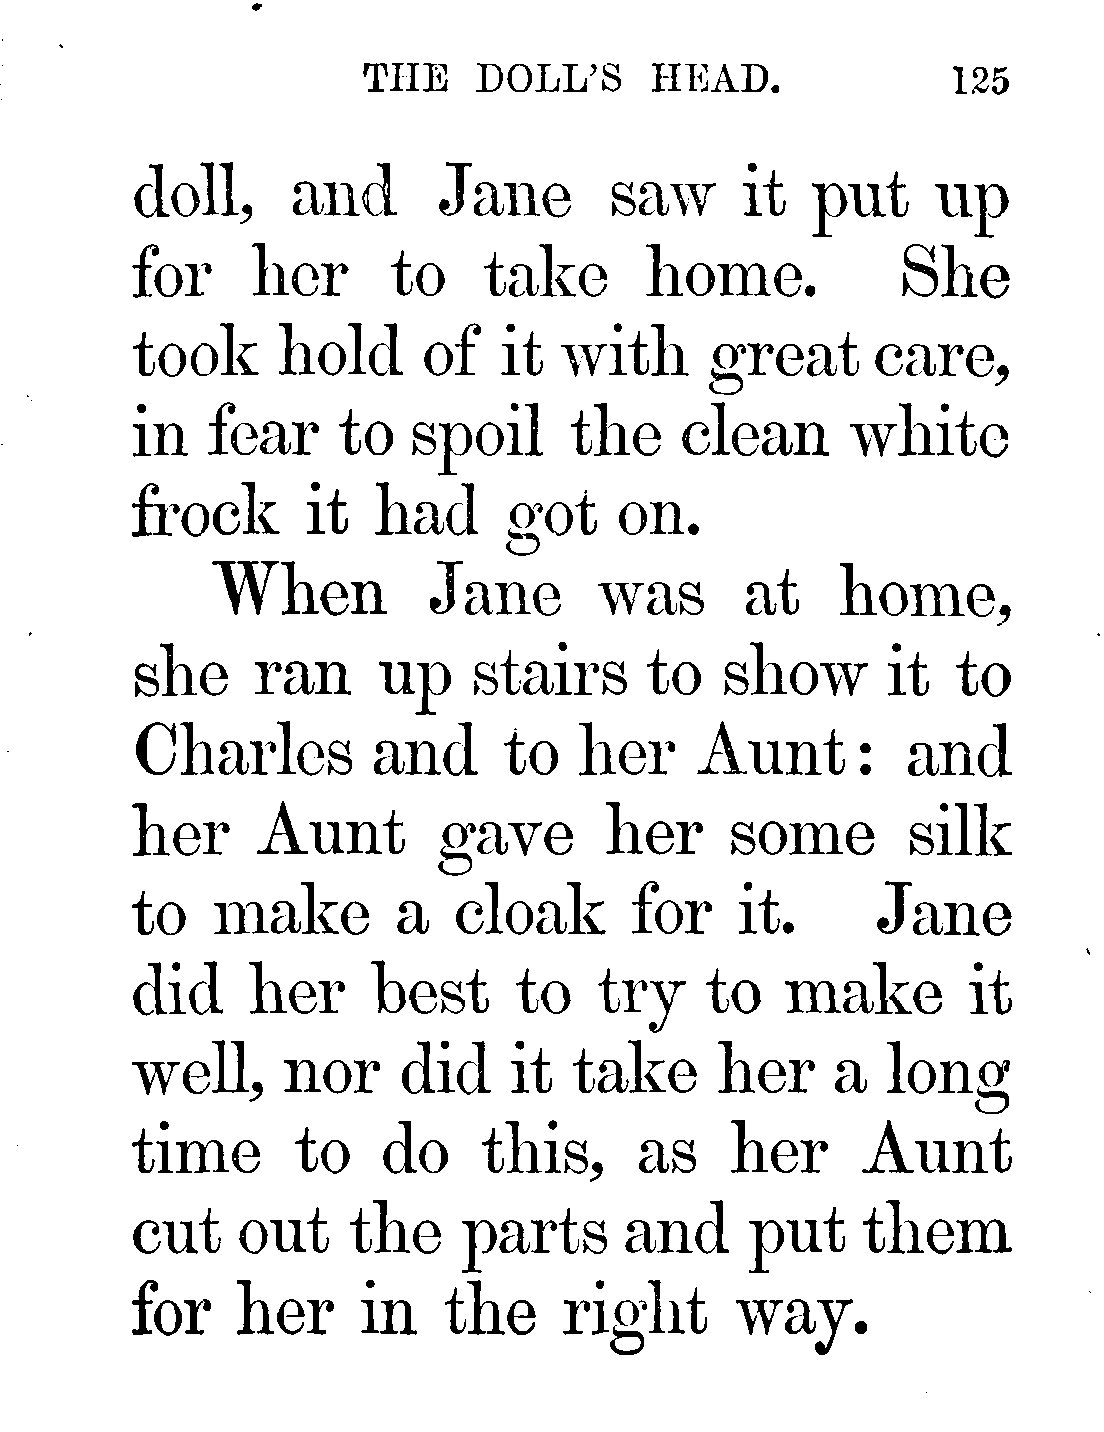 THE DOLL'S HEAD. 125
doll, and Jane saw it put up
for her to take home. She
took hold of it with great care,
in fear to spoil the clean white
frock it had got on.
When Jane was at home,
she ran up stairs to show it to
Charles and to her Aunt: and
her Aunt gave her some silk
to make a cloak for it. Jane
did her best to try to make it
well, nor did it take her a long
time to do this, as her Aunt
cut out the parts and put them
for her in the right way.